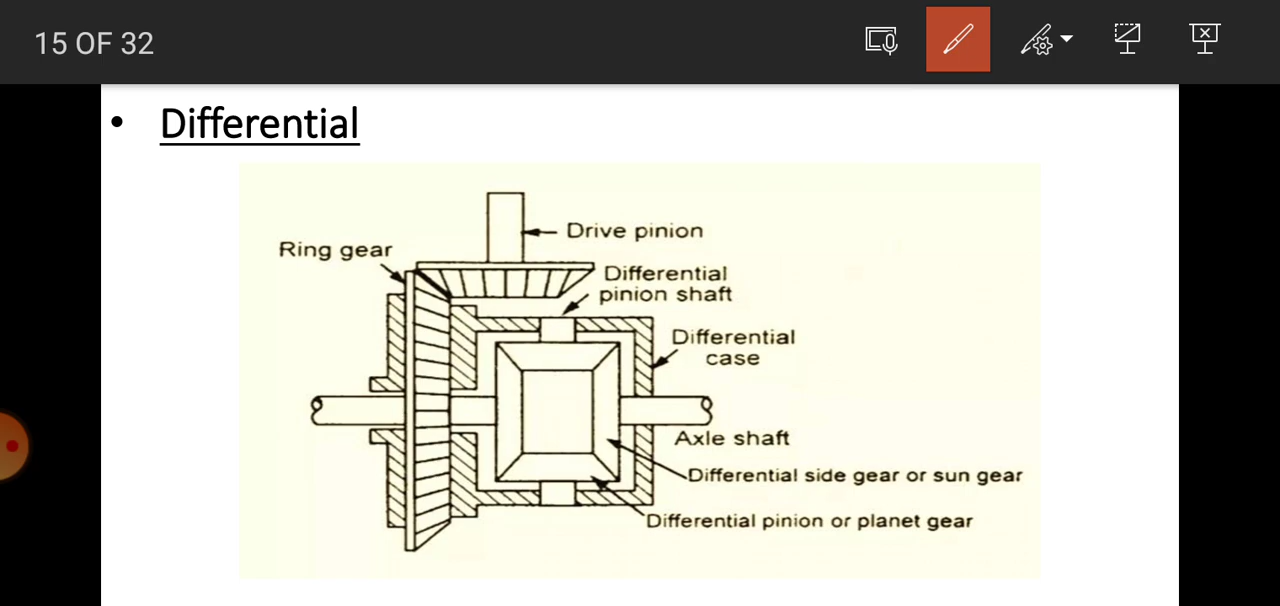 15 OF 32
• Differential
Drive pinion
Ring gear
Differential
pinion shaft
Differential
case
Axle shaft
Differential side gear or sun gear
Differential pinion or planet gear